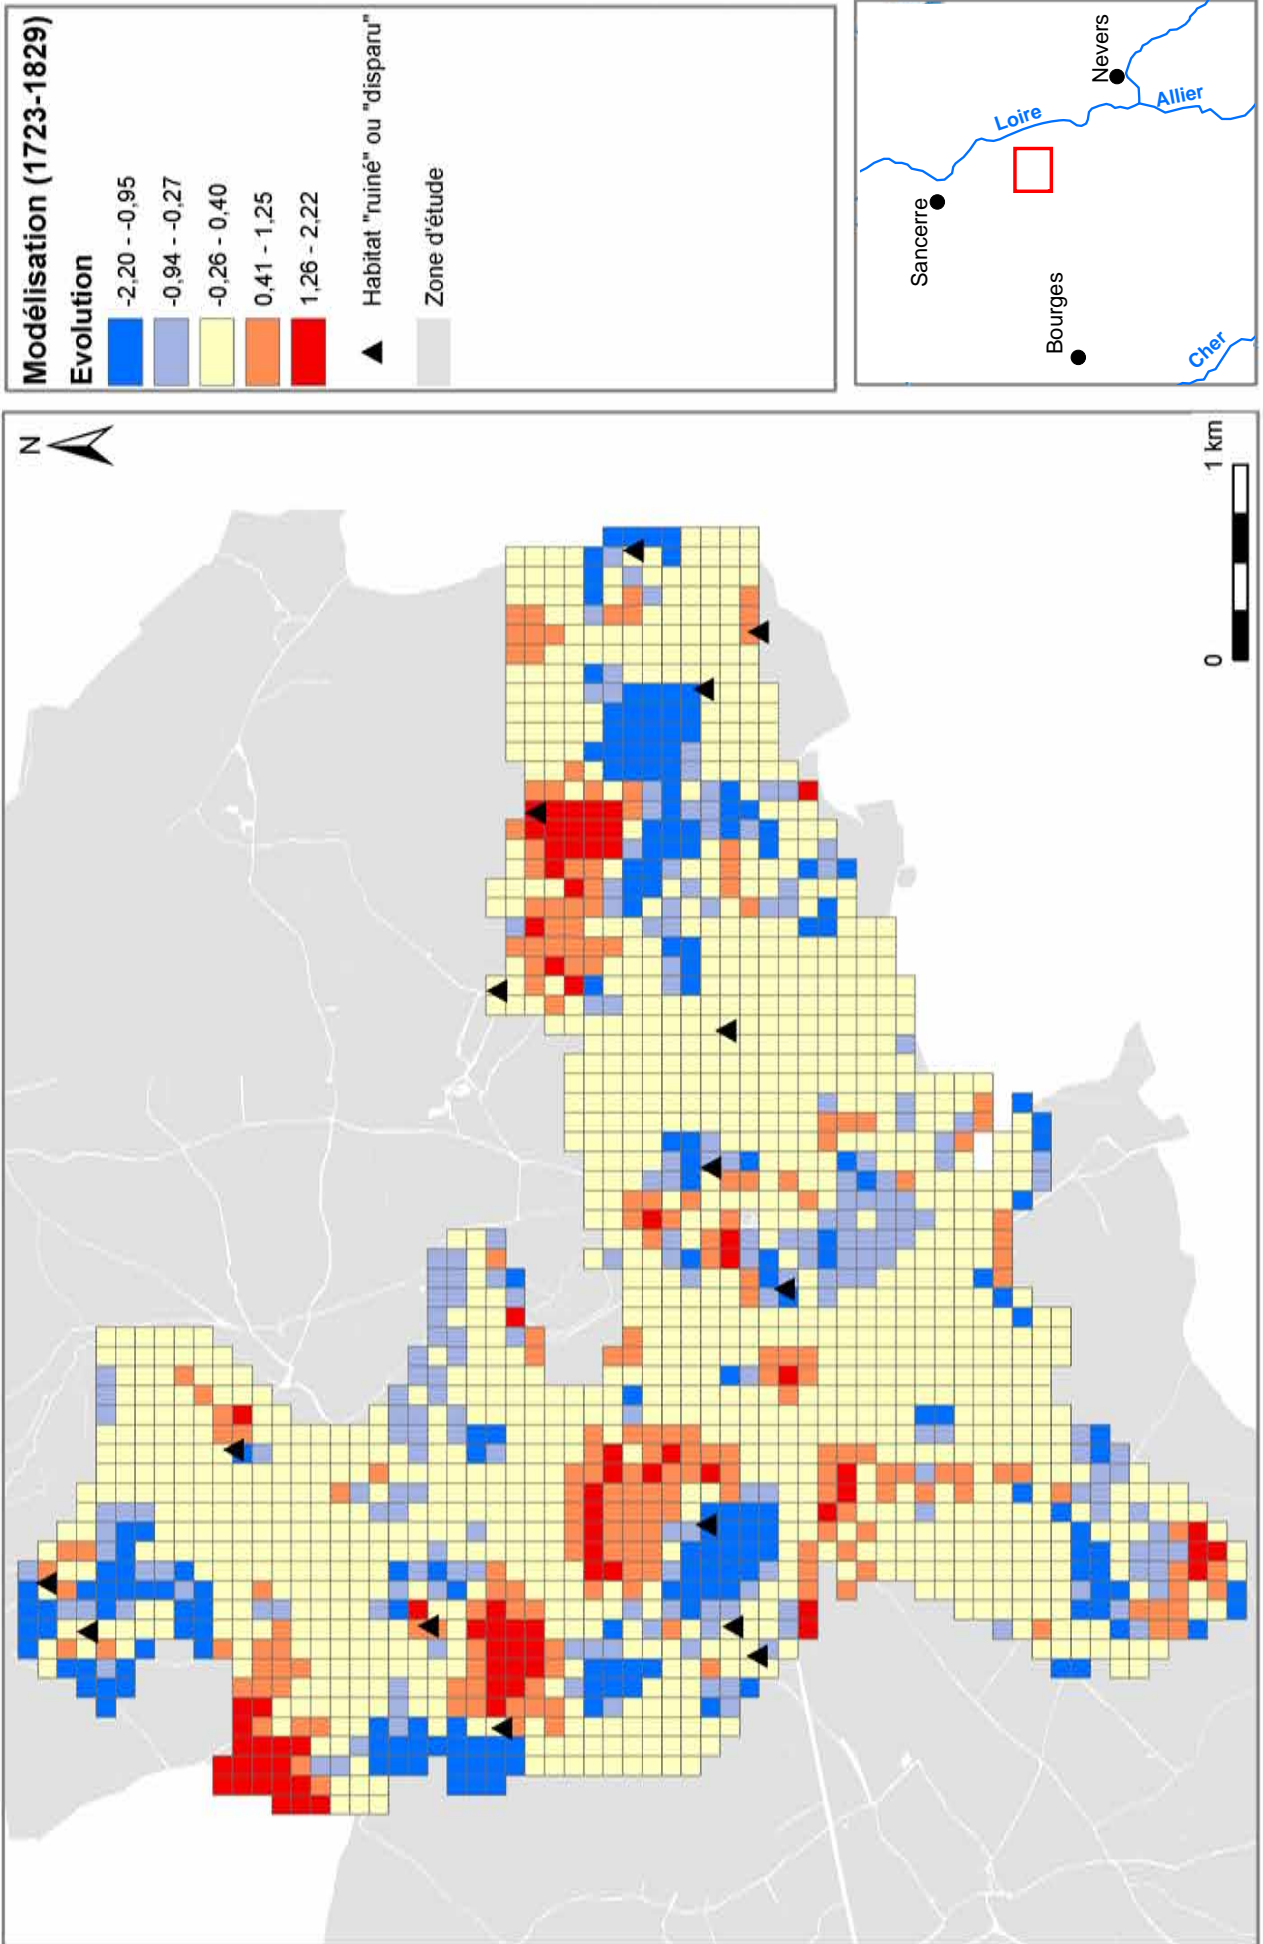 Modélisation (1723-1829)
Evolution
-2,20 - -0,95
-0,94 - -0,27
-0,26 - 0,40
0,41 - 1,25
1,26 - 2,22
Habitat "ruiné" ou "disparu"
Zone d'étude
N
0
1 km
Sancerre
Nevers
Loire
Allier
Bourges
Cher